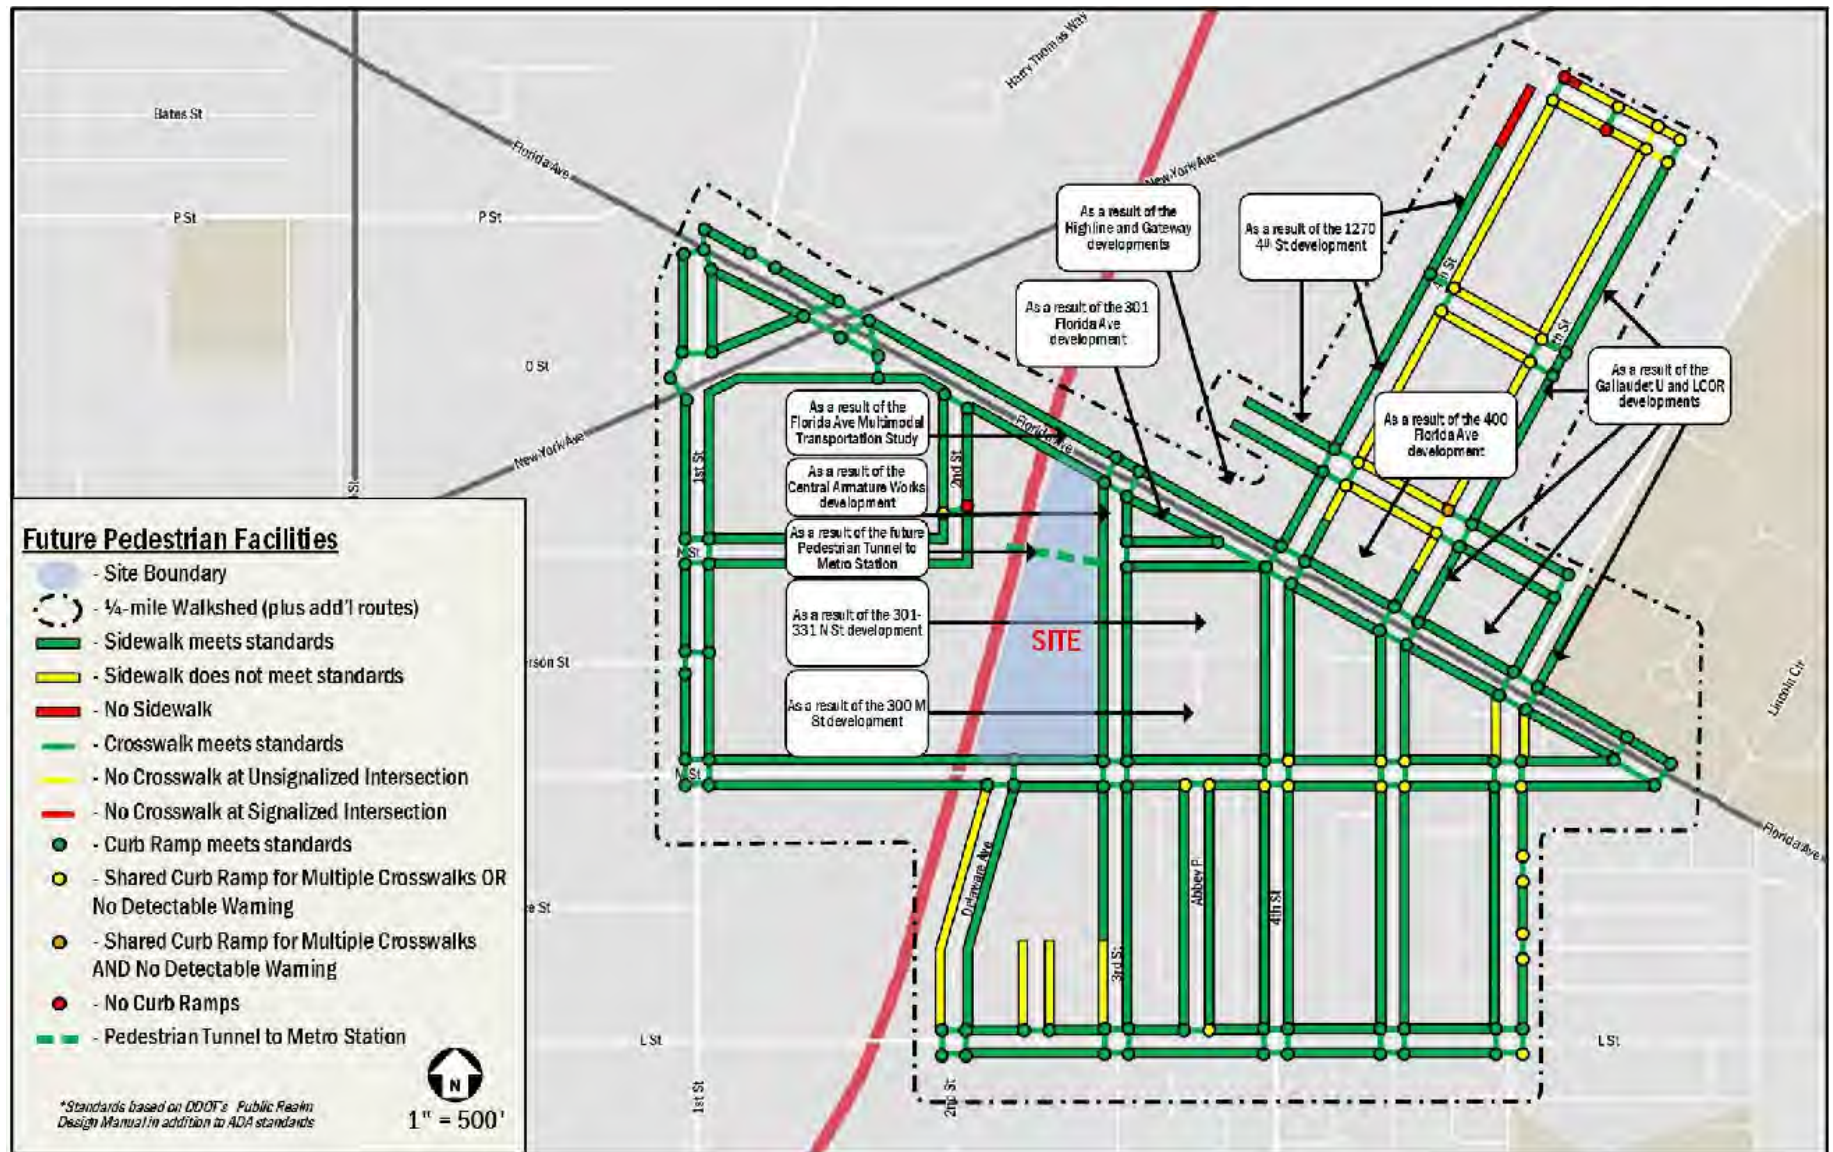 Harry Thomas Way
Bates St
Florida Ave
New York Ave
P St
P St
As a result of the
Highline and Gateway
developments
As a result of the 1270
4th St development
As a result of the 301
Florida Ave
development
O St
As a result of the
Gallaudet U and LCOR
developments
As a result of the
Florida Ave Multimodal
Transportation Study
As a result of the 400
Florida Ave
development
Florida Ave
New York Ave
1st St
2nd St
As a result of the
Central Armature Works
development
As a result of the future
Pedestrian Tunnel to
Metro Station
N St
As a result of the 301-
331 N St development
SITE
rson St
As a result of the 300 M
St development
Lincoln Cir
M St
Florida Ave
Delaware Ave
Abbey Pl
4th St
3rd St
L St
L St
1st St
2nd St
Future Pedestrian Facilities
- Site Boundary
- ¼-mile Walkshed (plus add'l routes)
- Sidewalk meets standards
- Sidewalk does not meet standards
- No Sidewalk
- Crosswalk meets standards
- No Crosswalk at Unsignalized Intersection
- No Crosswalk at Signalized Intersection
- Curb Ramp meets standards
- Shared Curb Ramp for Multiple Crosswalks OR
No Detectable Warning
- Shared Curb Ramp for Multiple Crosswalks
AND No Detectable Warning
- No Curb Ramps
- Pedestrian Tunnel to Metro Station
N
1" = 500'
*Standards based on DDOT's Public Realm
Design Manual in addition to ADA standards